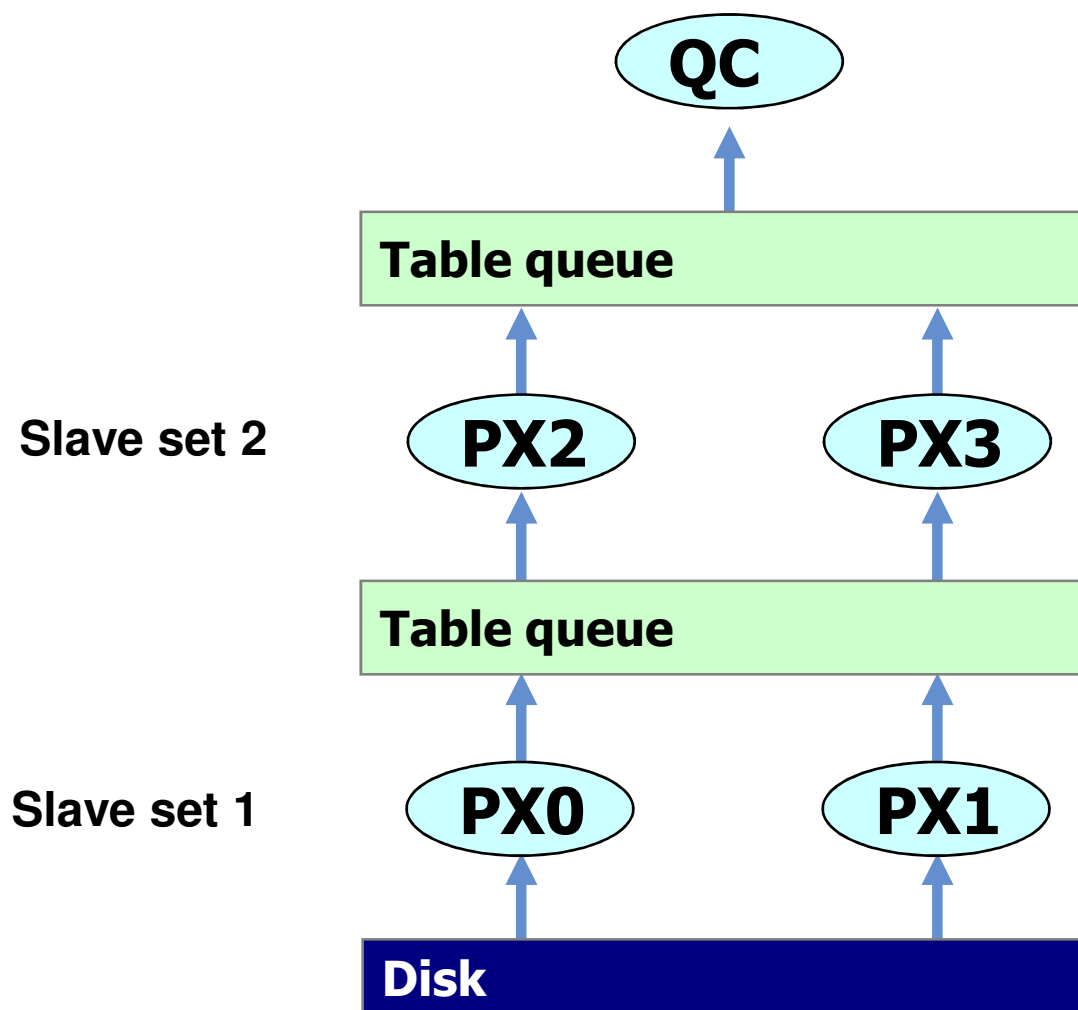 QC
Table queue
Slave set 2
PX2
PX3
Table queue
Slave set 1
PX0
PX1
Disk